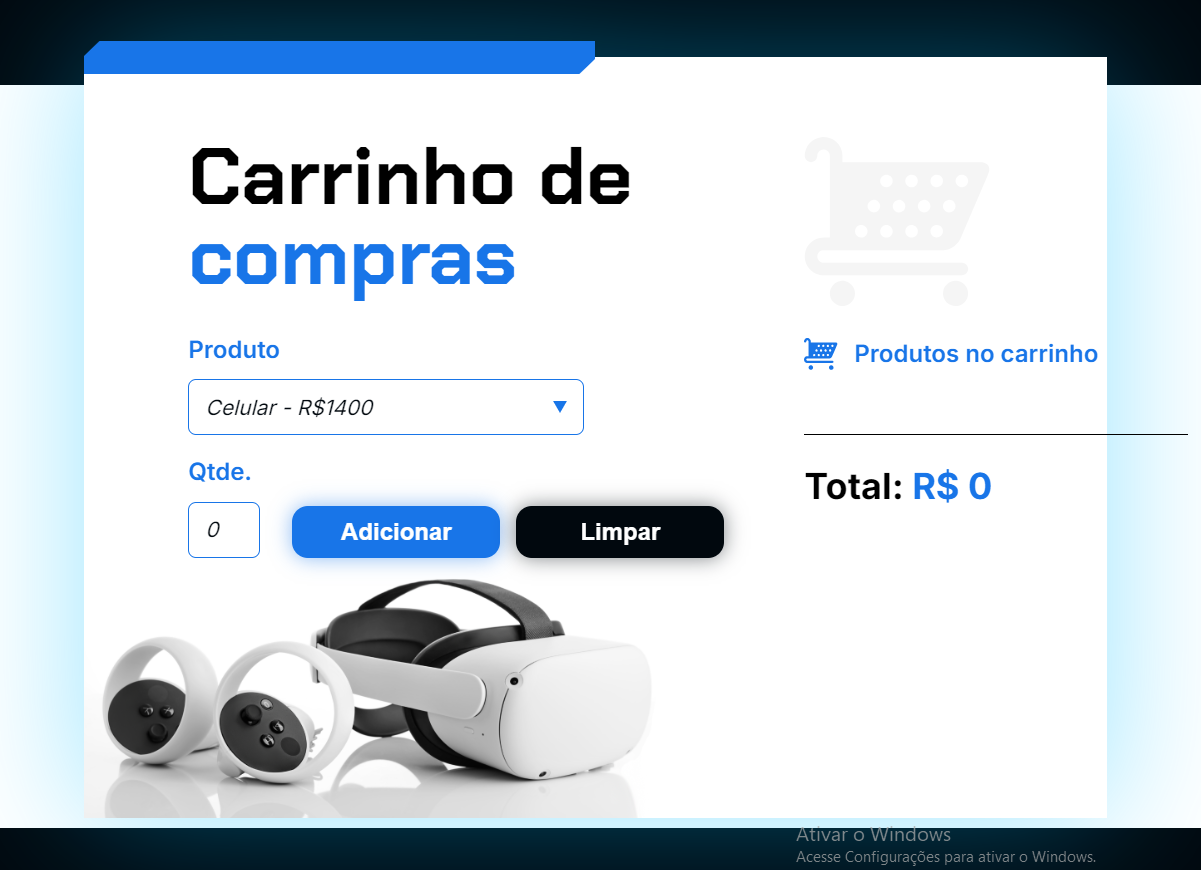 Carrinho de
compras
Produto
Celular - R$1400
Qtde.
0
Adicionar
Limpar
Produtos no carrinho
Total: R$ 0
Ativar o Windows
Acesse Configurações para ativar o Windows.